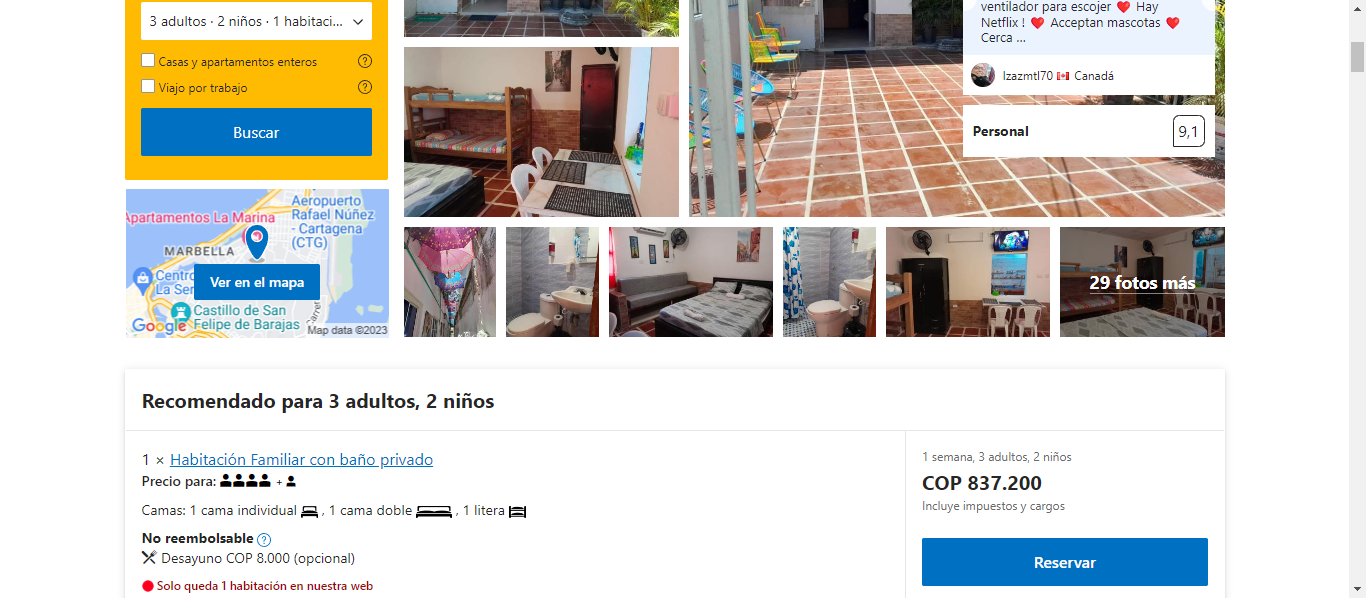 3 adultos · 2 niños · 1 habitaci...
Casas y apartamentos enteros
Viajo por trabajo
Buscar
ventilador para escojer ❤️ Hay
Netflix ! ❤️ Acceptan mascotas ❤️
Cerca ...
Izazmtl70 Canadá
Personal
9,1
Aeropuerto
Rafael Núñez
- Cartagena
(CTG)
Apartamentos La Marina
MARBELLA
Centro
La Ser
Ver en el mapa
Castillo de San
Felipe de Barajas
Carre
Google
Map data ©2023
29 fotos más
Recomendado para 3 adultos, 2 niños
1 × Habitación Familiar con baño privado
Precio para: +
Camas: 1 cama individual , 1 cama doble , 1 litera
No reembolsable
Desayuno COP 8.000 (opcional)
Solo queda 1 habitación en nuestra web
1 semana, 3 adultos, 2 niños
COP 837.200
Incluye impuestos y cargos
Reservar